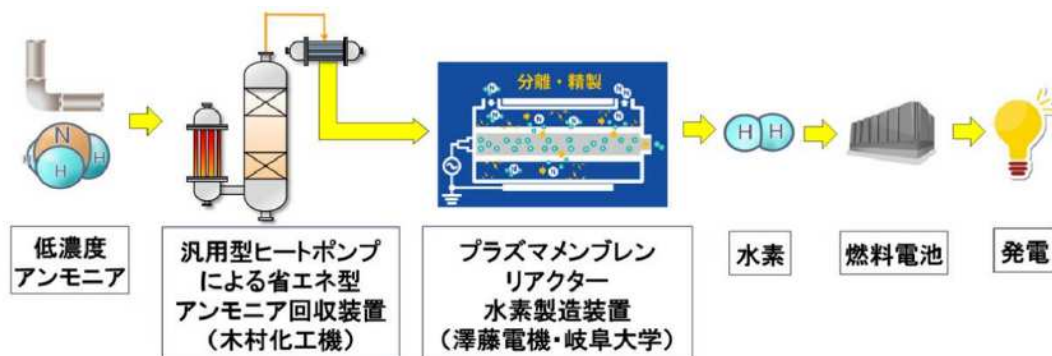 分離・精製
N
H
H
N
N
N
N
N
N
N
H
H
低濃度
アンモニア
汎用型ヒートポンプ
による省エネ型
アンモニア回収装置
（木村化工機）
プラズマメンブレン
リアクター
水素製造装置
（澤藤電機・岐阜大学）
水素
燃料電池
発電